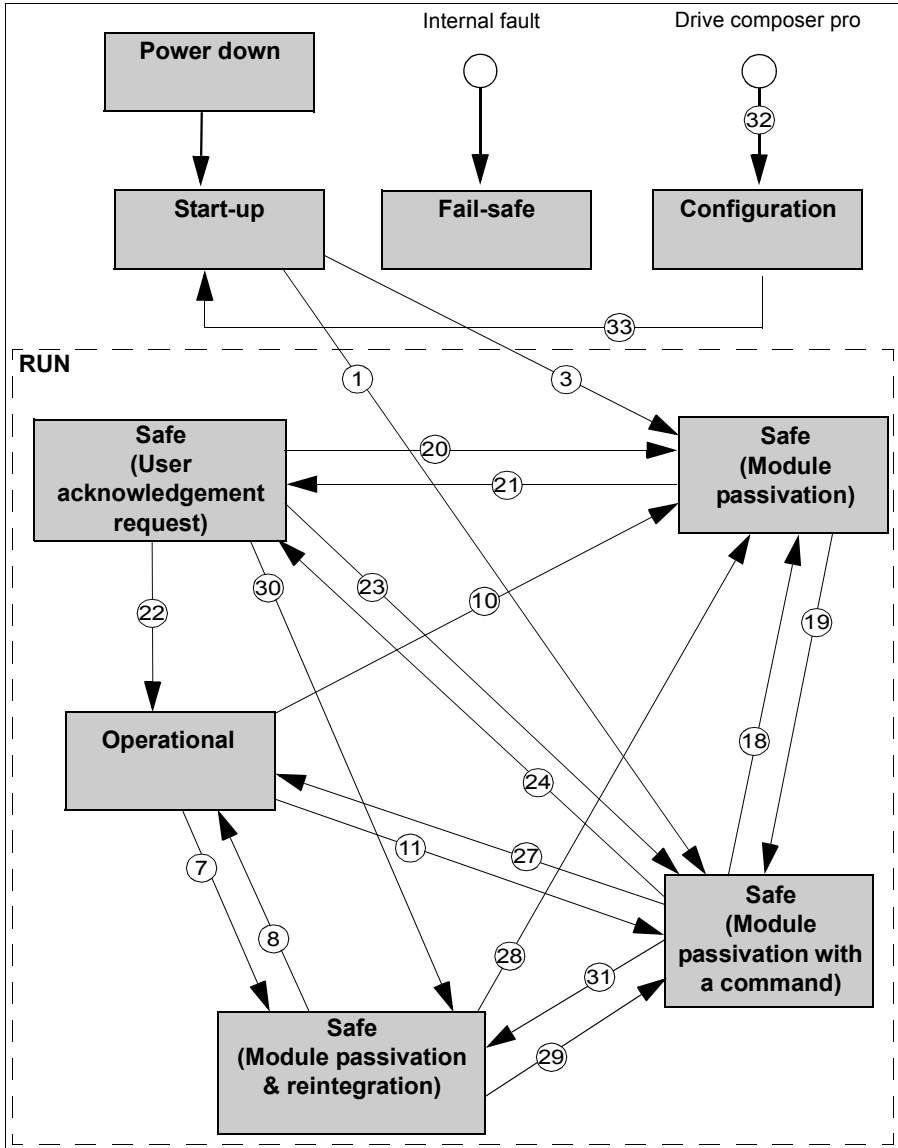 Internal fault
Drive composer pro
Power down
32
Start-up
Fail-safe
Configuration
33
RUN
1
3
Safe
(User
acknowledgement
request)
20
21
Safe
(Module
passivation)
22
30
23
10
19
Operational
18
24
11
27
7
8
28
31
29
Safe
(Module
passivation with
a command)
Safe
(Module passivation
& reintegration)